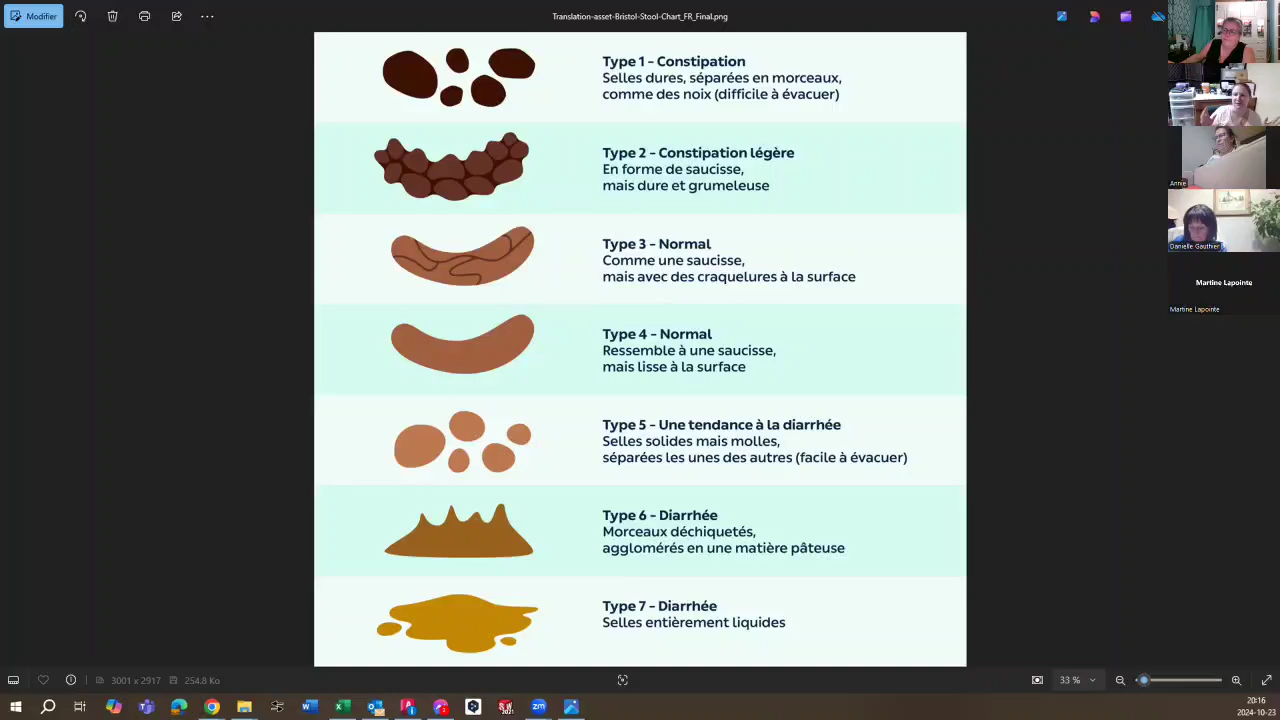 Modifier
Translation-asset-Bristol-Stool-Chart_FR_Final.png
Type 1 - Constipation
Selles dures, séparées en morceaux,
comme des noix (difficile à évacuer)
Type 2 - Constipation légère
En forme de saucisse,
mais dure et grumeleuse
Type 3 - Normal
Comme une saucisse,
mais avec des craquelures à la surface
Type 4 - Normal
Ressemble à une saucisse,
mais lisse à la surface
Type 5 - Une tendance à la diarrhée
Selles solides mais molles,
séparées les unes des autres (facile à évacuer)
Type 6 - Diarrhée
Morceaux déchiquetés,
agglomérés en une matière pâteuse
Type 7 - Diarrhée
Selles entièrement liquides
Annie
Danielle Gauthier
Martine Lapointe
Martine Lapointe
3001 x 2917
254.8 Ko
33 %
20:16
2024-10-23